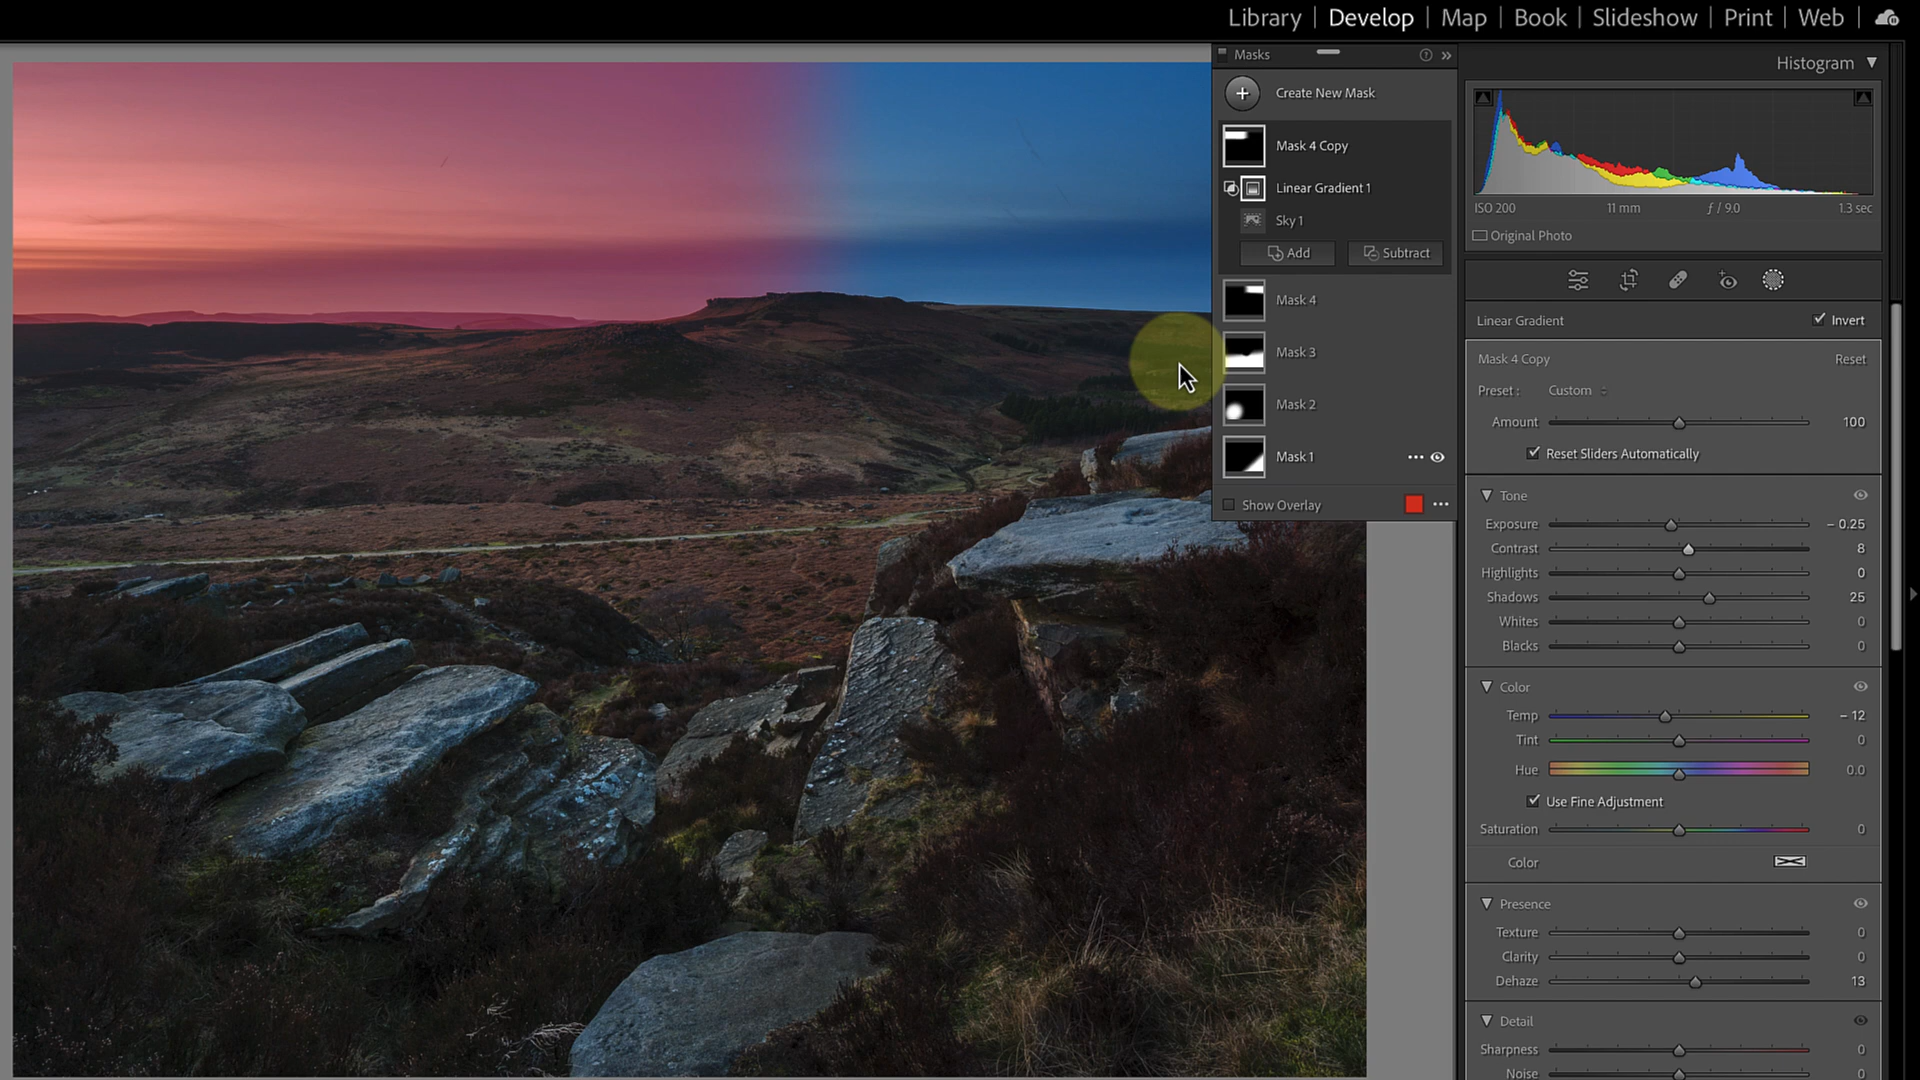 Library | Develop | Map | Book | Slideshow | Print | Web |
Masks
Create New Mask
Mask 4 Copy
Linear Gradient 1
Sky 1
Add
Subtract
Mask 4
Mask 3
Mask 2
Mask 1
Show Overlay
Histogram
ISO 200 11 mm ƒ / 9.0 1.3 sec
Original Photo
Linear Gradient Invert
Mask 4 Copy Reset
Preset : Custom
Amount 100
Reset Sliders Automatically
Tone
Exposure – 0.25
Contrast 8
Highlights 0
Shadows 25
Whites 0
Blacks 0
Color
Temp – 12
Tint 0
Hue 0.0
Use Fine Adjustment
Saturation 0
Color
Presence
Texture 0
Clarity 0
Dehaze 13
Detail
Sharpness 0
Noise 0